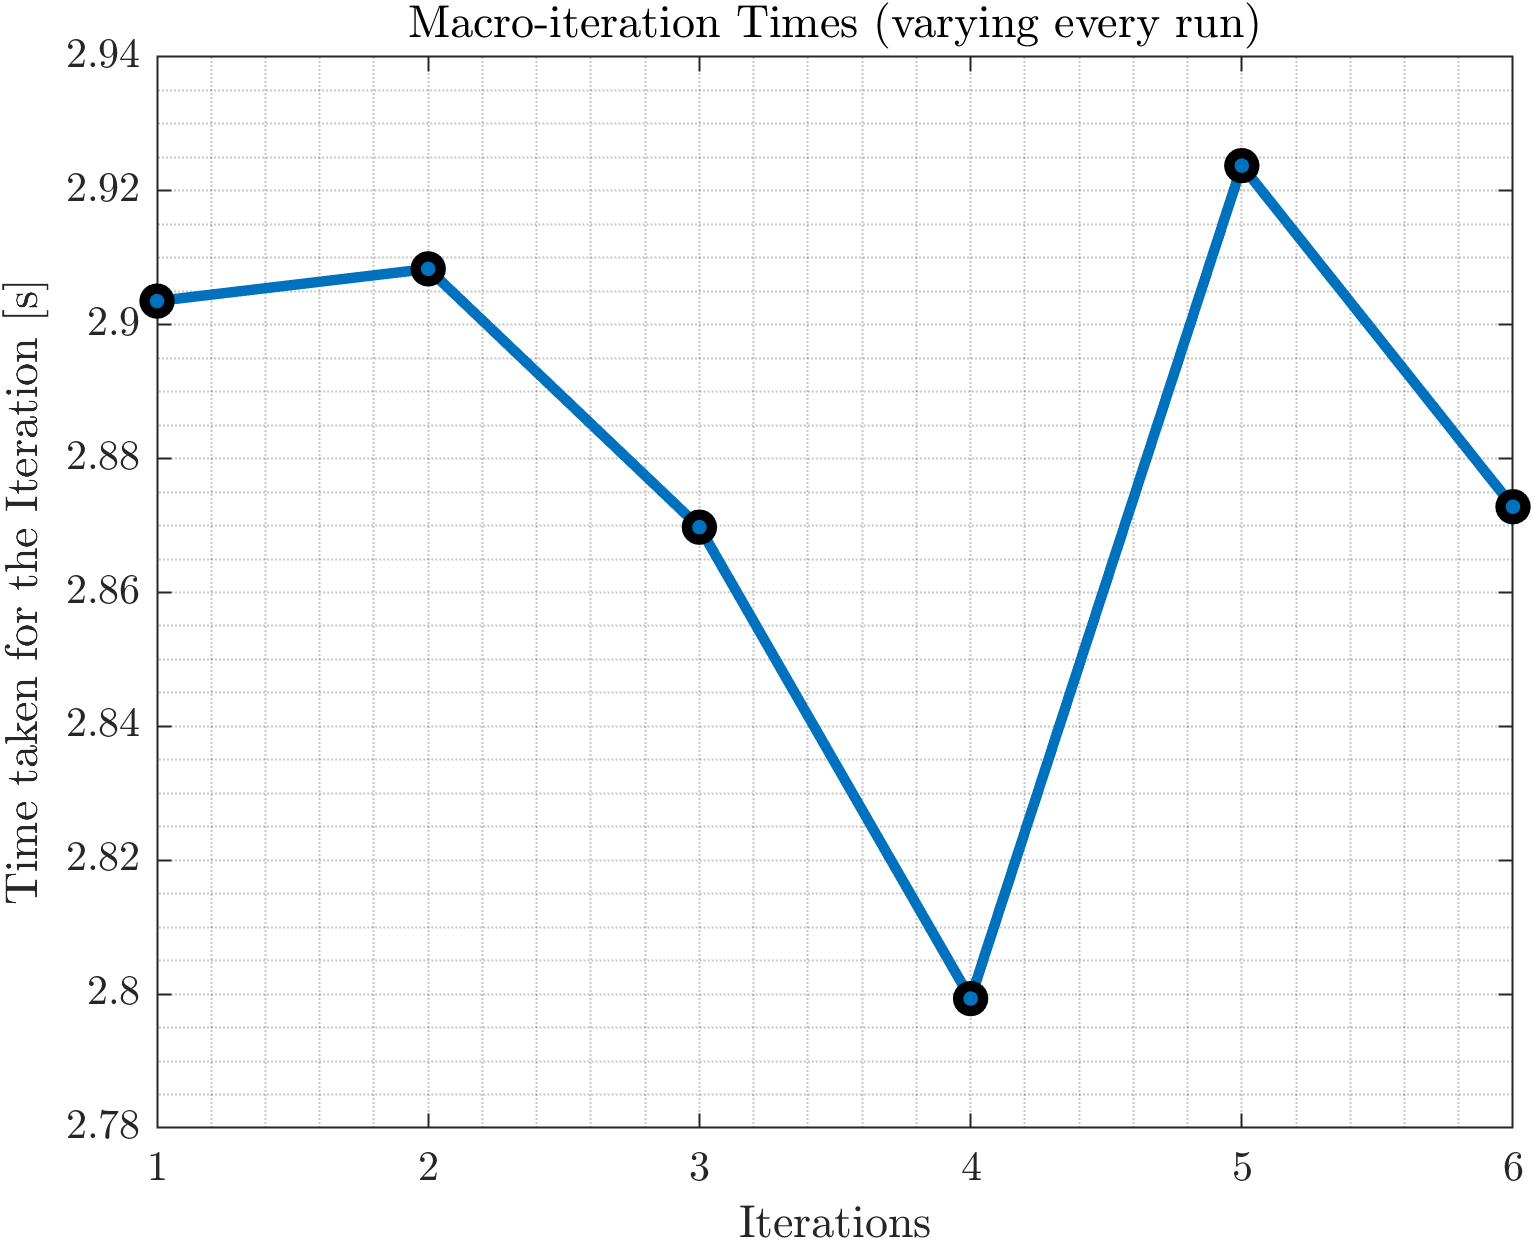 Macro-iteration Times (varying every run)
2.94
2.92
2.9
2.88
2.86
2.84
2.82
2.8
2.78
Time taken for the Iteration [s]
1 2 3 4 5 6
Iterations